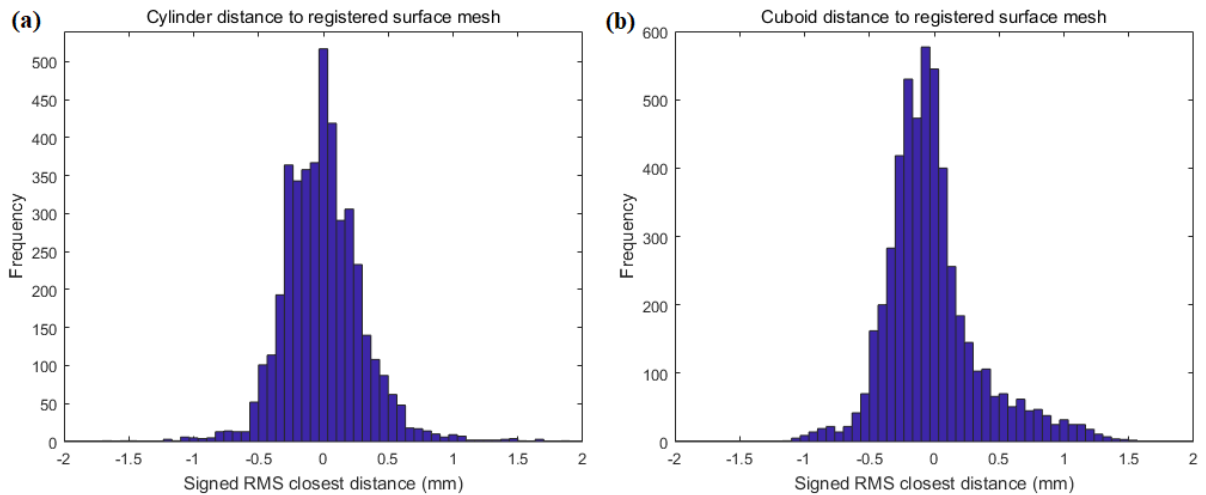 (a)
Cylinder distance to registered surface mesh
Frequency
500
450
400
350
300
250
200
150
100
50
0
-2 -1.5 -1 -0.5 0 0.5 1 1.5 2
Signed RMS closest distance (mm)
(b)
Cuboid distance to registered surface mesh
Frequency
600
500
400
300
200
100
0
-2 -1.5 -1 -0.5 0 0.5 1 1.5 2
Signed RMS closest distance (mm)